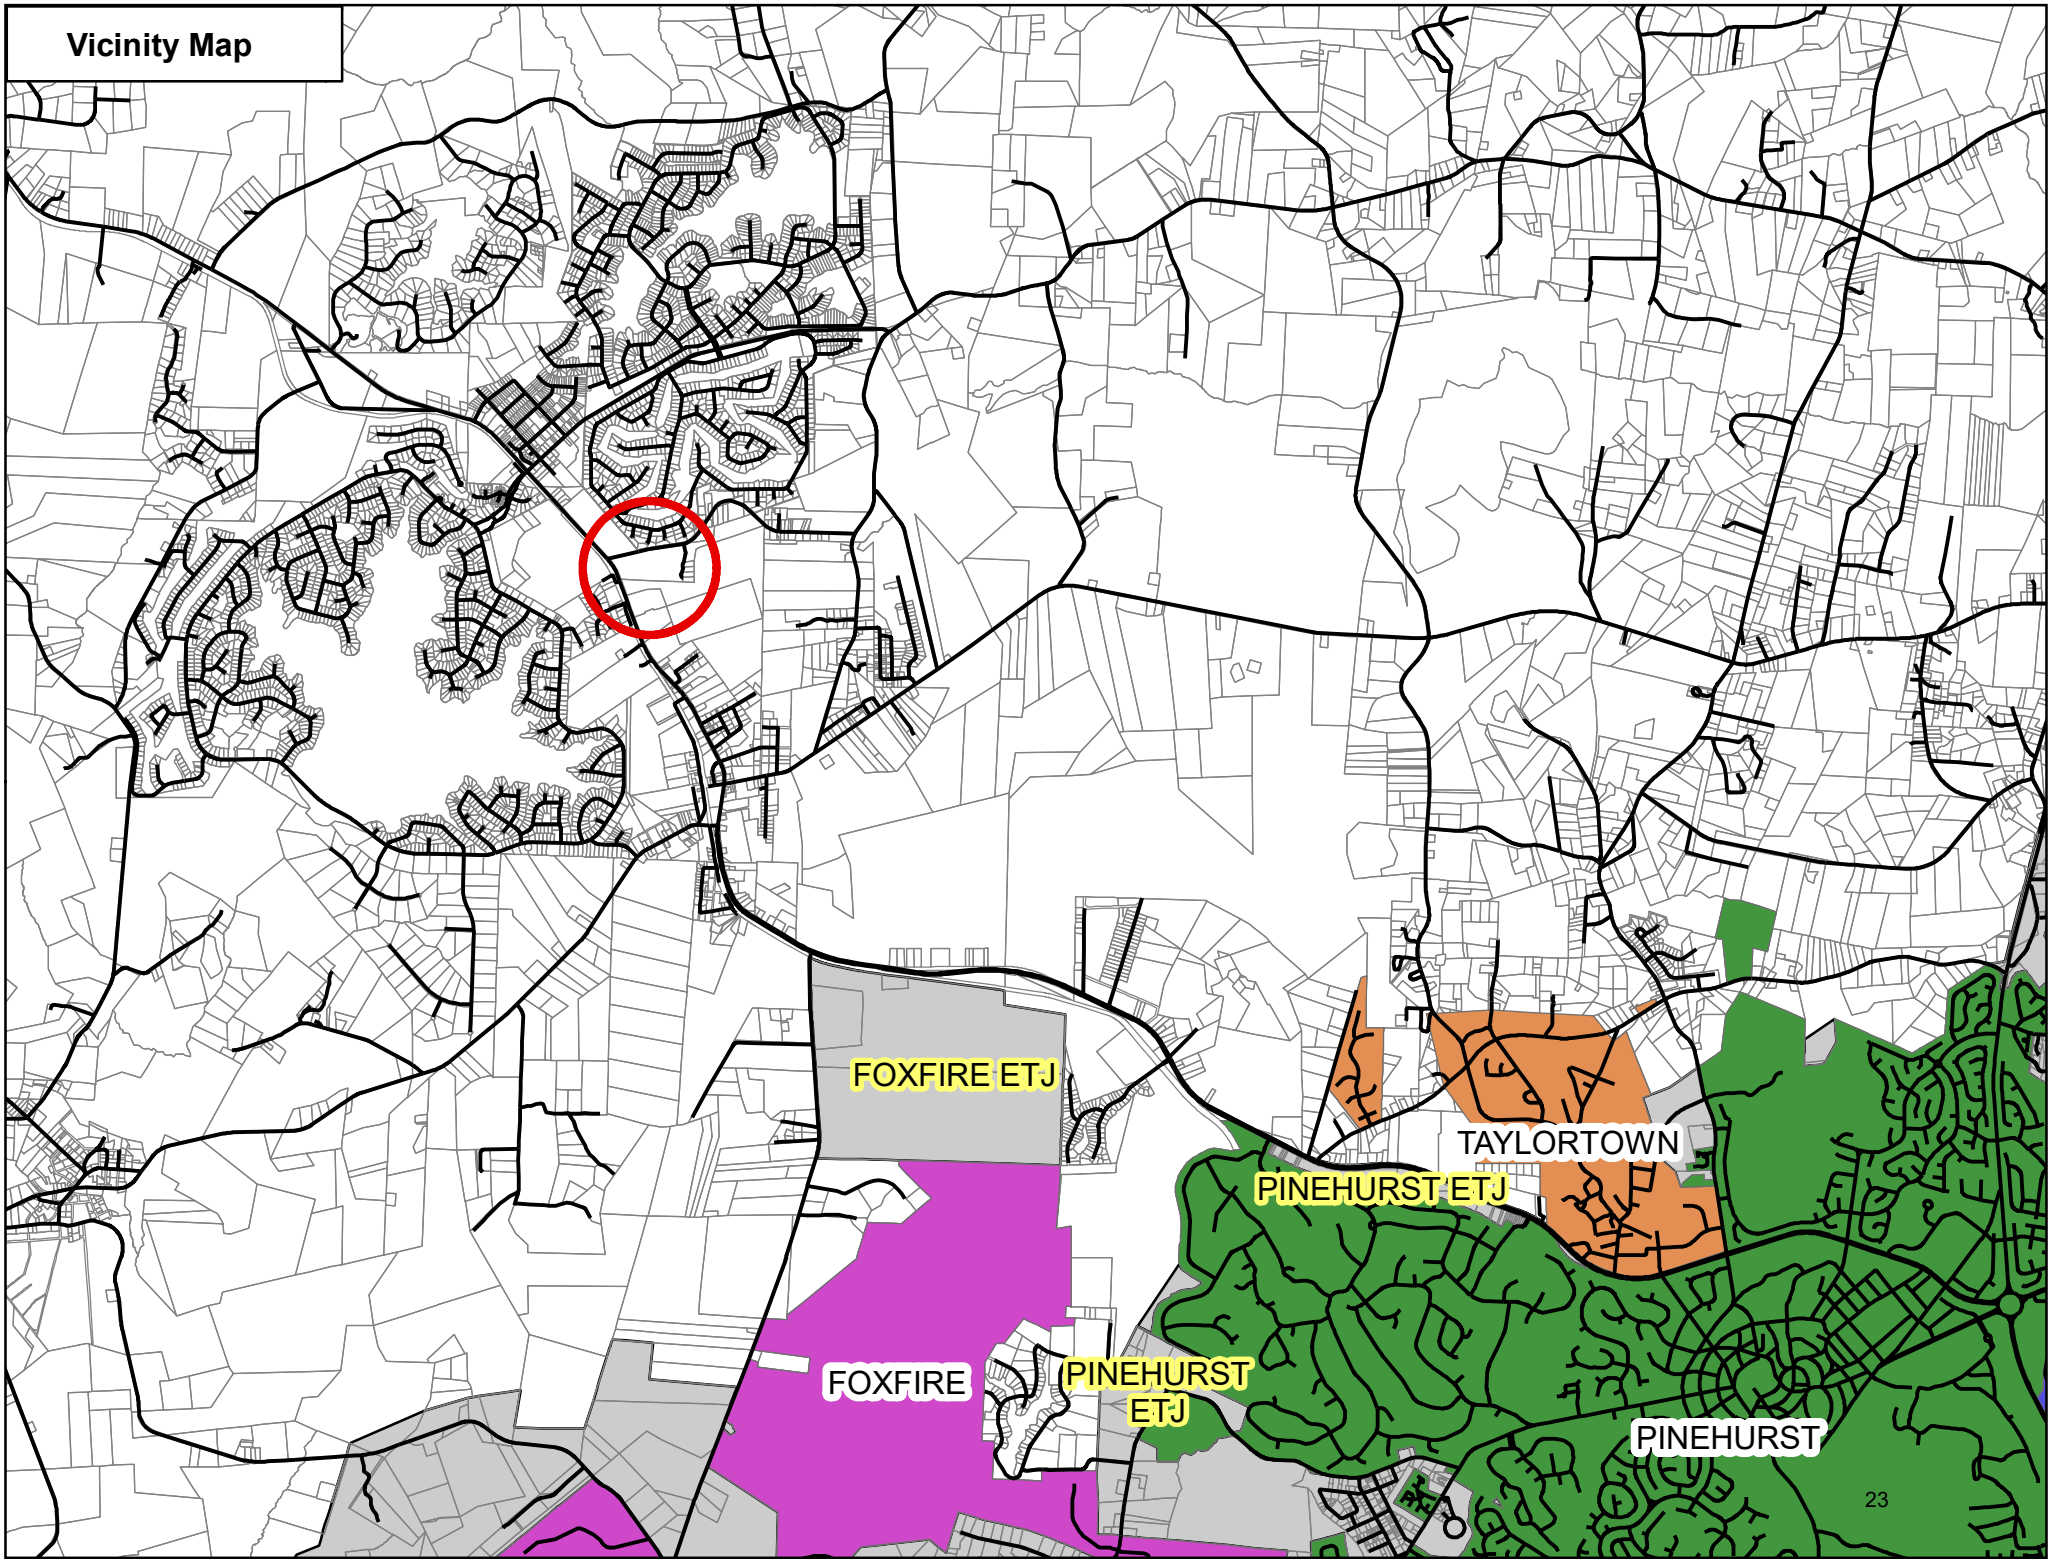 Vicinity Map
FOXFIRE ETJ
TAYLORTOWN
PINEHURST ETJ
FOXFIRE
PINEHURST
ETJ
PINEHURST
23